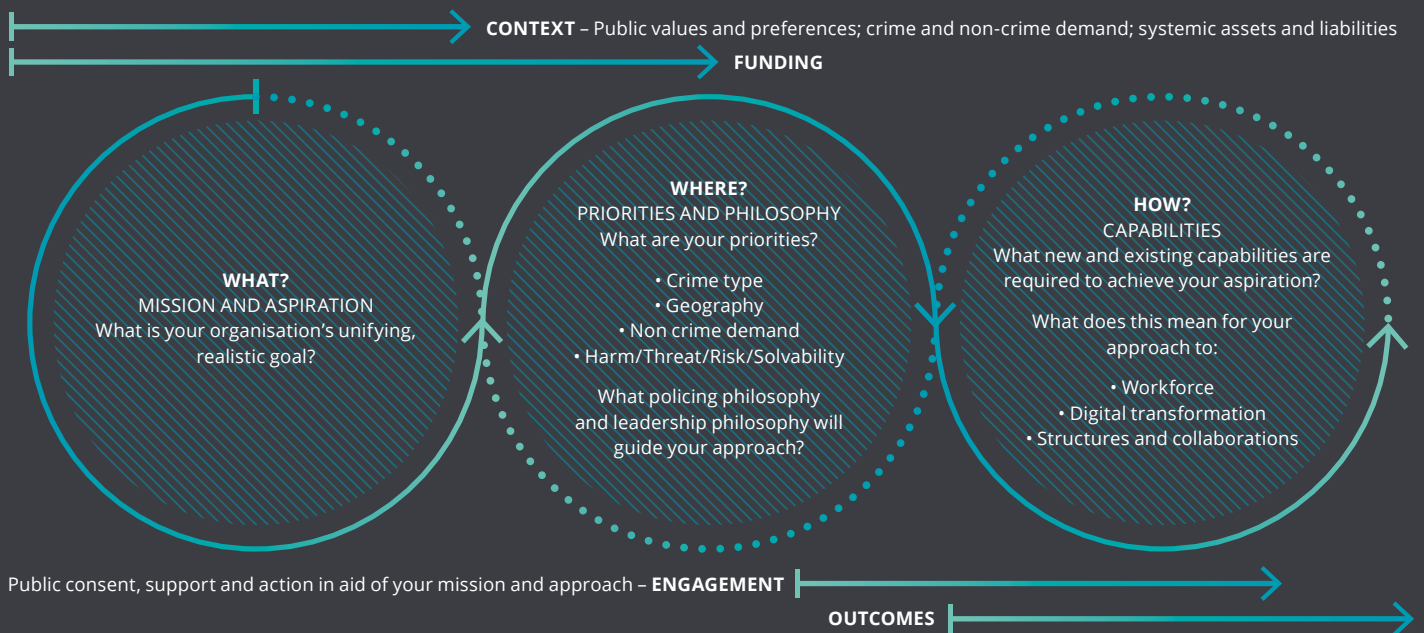 CONTEXT – Public values and preferences; crime and non-crime demand; systemic assets and liabilities
FUNDING
WHAT?
MISSION AND ASPIRATION
What is your organisation’s unifying,
realistic goal?
WHERE?
PRIORITIES AND PHILOSOPHY
What are your priorities?
• Crime type
• Geography
• Non crime demand
• Harm/Threat/Risk/Solvability
What policing philosophy
and leadership philosophy will
guide your approach?
HOW?
CAPABILITIES
What new and existing capabilities are
required to achieve your aspiration?
What does this mean for your
approach to:
• Workforce
• Digital transformation
• Structures and collaborations
Public consent, support and action in aid of your mission and approach – ENGAGEMENT
OUTCOMES